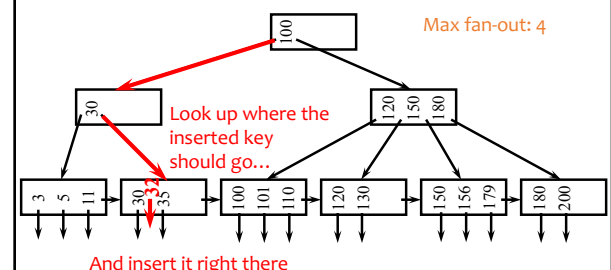 100
Max fan-out: 4
30
120 150 180
Look up where the
inserted key
should go...
3 5 11
30 32 35
100 101 110
120 130
150 156 179
180 200
And insert it right there